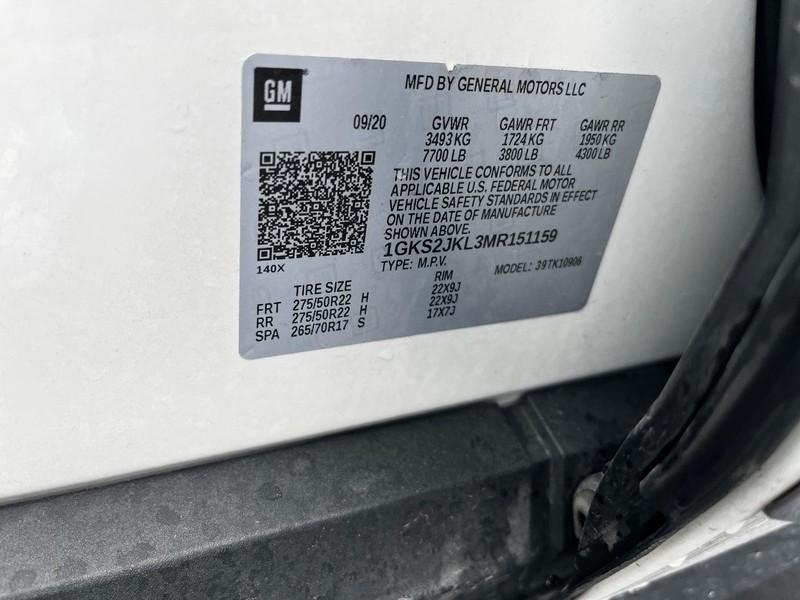 GM
MFD BY GENERAL MOTORS LLC
09/20 GVWR GAWR FRT GAWR RR
3493 KG 1724 KG 1950 KG
7700 LB 3800 LB 4300 LB
THIS VEHICLE CONFORMS TO ALL
APPLICABLE U.S. FEDERAL MOTOR
VEHICLE SAFETY STANDARDS IN EFFECT
ON THE DATE OF MANUFACTURE
SHOWN ABOVE.
1GKS2JKL3MR151159
140X
TYPE: M.P.V. MODEL: 39TK10906
TIRE SIZE RIM
FRT 275/50R22 H 22X9J
RR 275/50R22 H 22X9J
SPA 265/70R17 S 17X7J